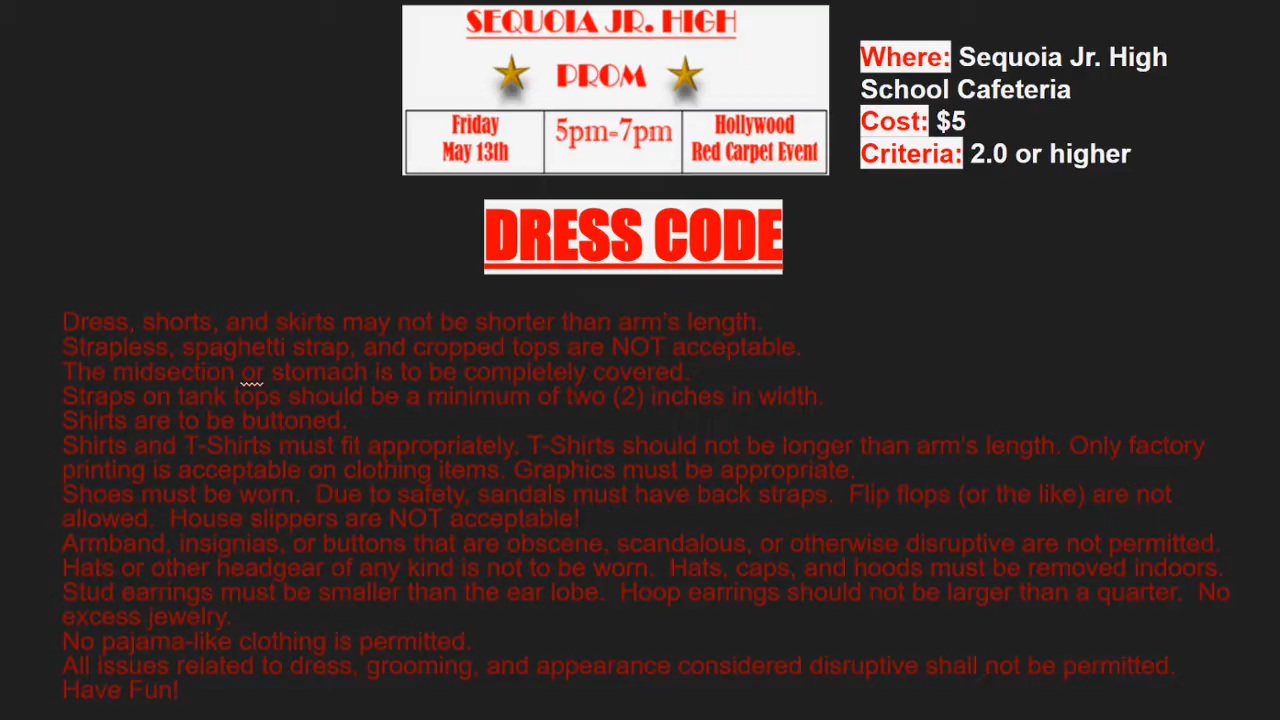 SEQUOIA JR. HIGH
PROM
Friday
May 13th
5pm-7pm
Hollywood
Red Carpet Event
Where: Sequoia Jr. High
School Cafeteria
Cost: $5
Criteria: 2.0 or higher
DRESS CODE
Dress, shorts, and skirts may not be shorter than arm's length.
Strapless, spaghetti strap, and cropped tops are NOT acceptable.
The midsection or stomach is to be completely covered.
Straps on tank tops should be a minimum of two (2) inches in width.
Shirts are to be buttoned.
Shirts and T-Shirts must fit appropriately. T-Shirts should not be longer than arm's length. Only factory
printing is acceptable on clothing items. Graphics must be appropriate.
Shoes must be worn.  Due to safety, sandals must have back straps.  Flip flops (or the like) are not
allowed.  House slippers are NOT acceptable!
Armband, insignias, or buttons that are obscene, scandalous, or otherwise disruptive are not permitted.
Hats or other headgear of any kind is not to be worn.  Hats, caps, and hoods must be removed indoors.
Stud earrings must be smaller than the ear lobe.  Hoop earrings should not be larger than a quarter.  No
excess jewelry.
No pajama-like clothing is permitted.
All issues related to dress, grooming, and appearance considered disruptive shall not be permitted.
Have Fun!